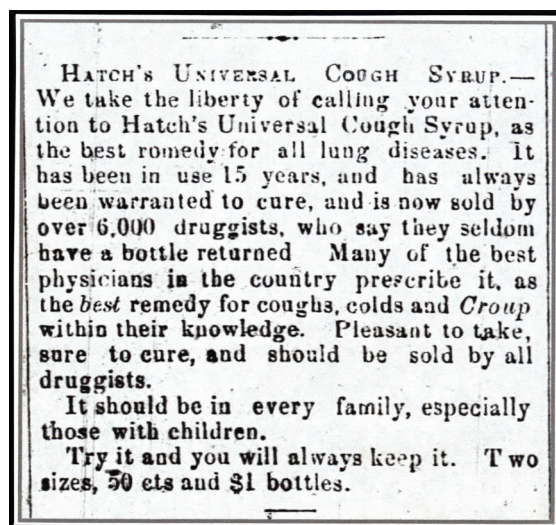 HATCH'S UNIVERSAL COUGH SYRUP.—
We take the liberty of calling your atten-
tion to Hatch's Universal Cough Syrup, as
the best romedy for all lung diseases. It
has been in use 15 years, and has always
been warranted to cure, and is now sold by
over 6,000 druggists, who say they seldom
have a bottle returned Many of the best
physicians in the country prescribe it, as
the best remedy for coughs, colds and Croup
within their knowledge. Pleasant to take,
sure to cure, and should be sold by all
druggists.
It should be in every family, especially
those with children.
Try it and you will always keep it. Two
sizes, 50 cts and $1 bottles.